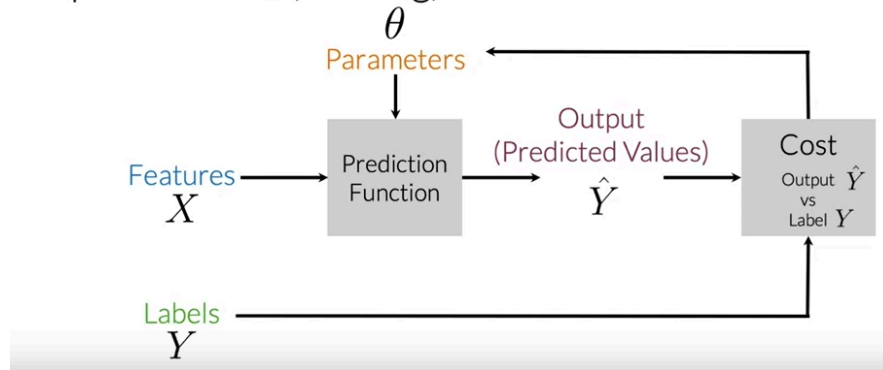 θ
Parameters
Output
(Predicted Values)
Ŷ
Features
X
Prediction
Function
Cost
Output Ŷ
vs
Label Y
Labels
Y